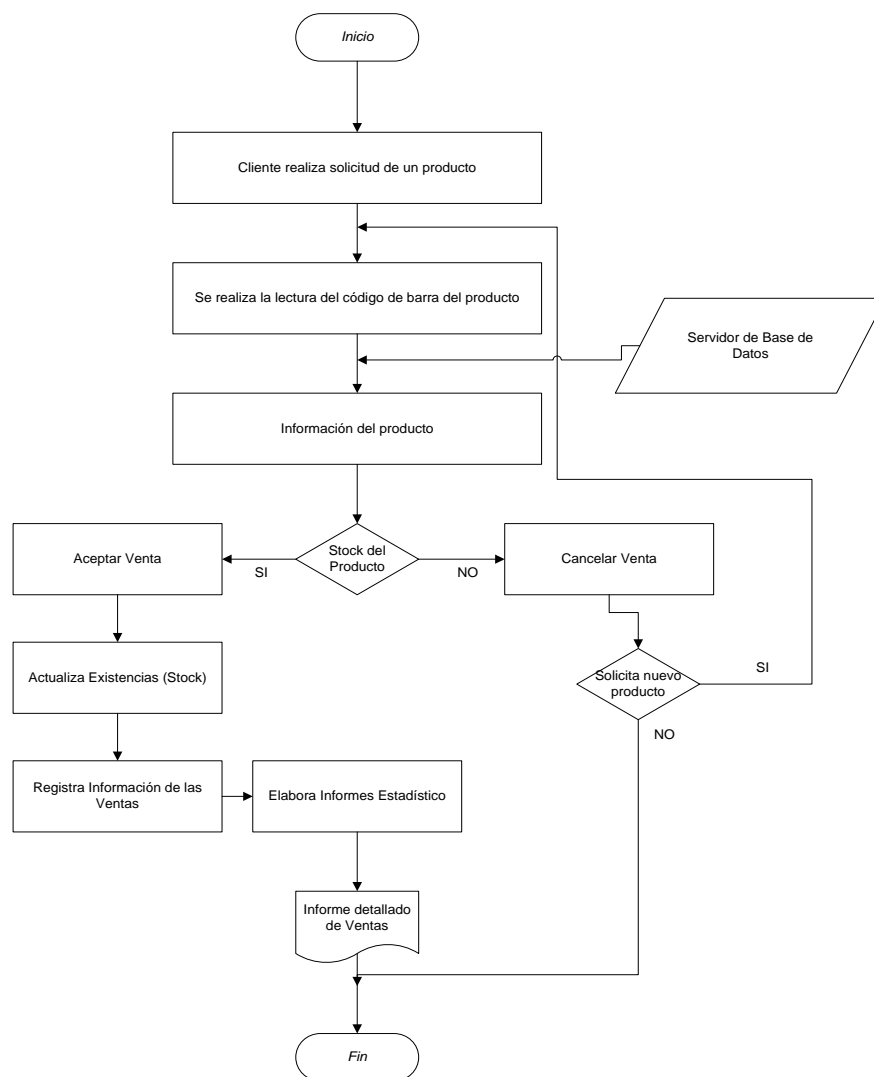 Inicio
Cliente realiza solicitud de un producto
Se realiza la lectura del código de barra del producto
Servidor de Base de
Datos
Información del producto
Aceptar Venta
SI
Stock del
Producto
NO
Cancelar Venta
Actualiza Existencias (Stock)
Solicita nuevo
producto
SI
NO
Registra Información de las
Ventas
Elabora Informes Estadístico
Informe detallado
de Ventas
Fin